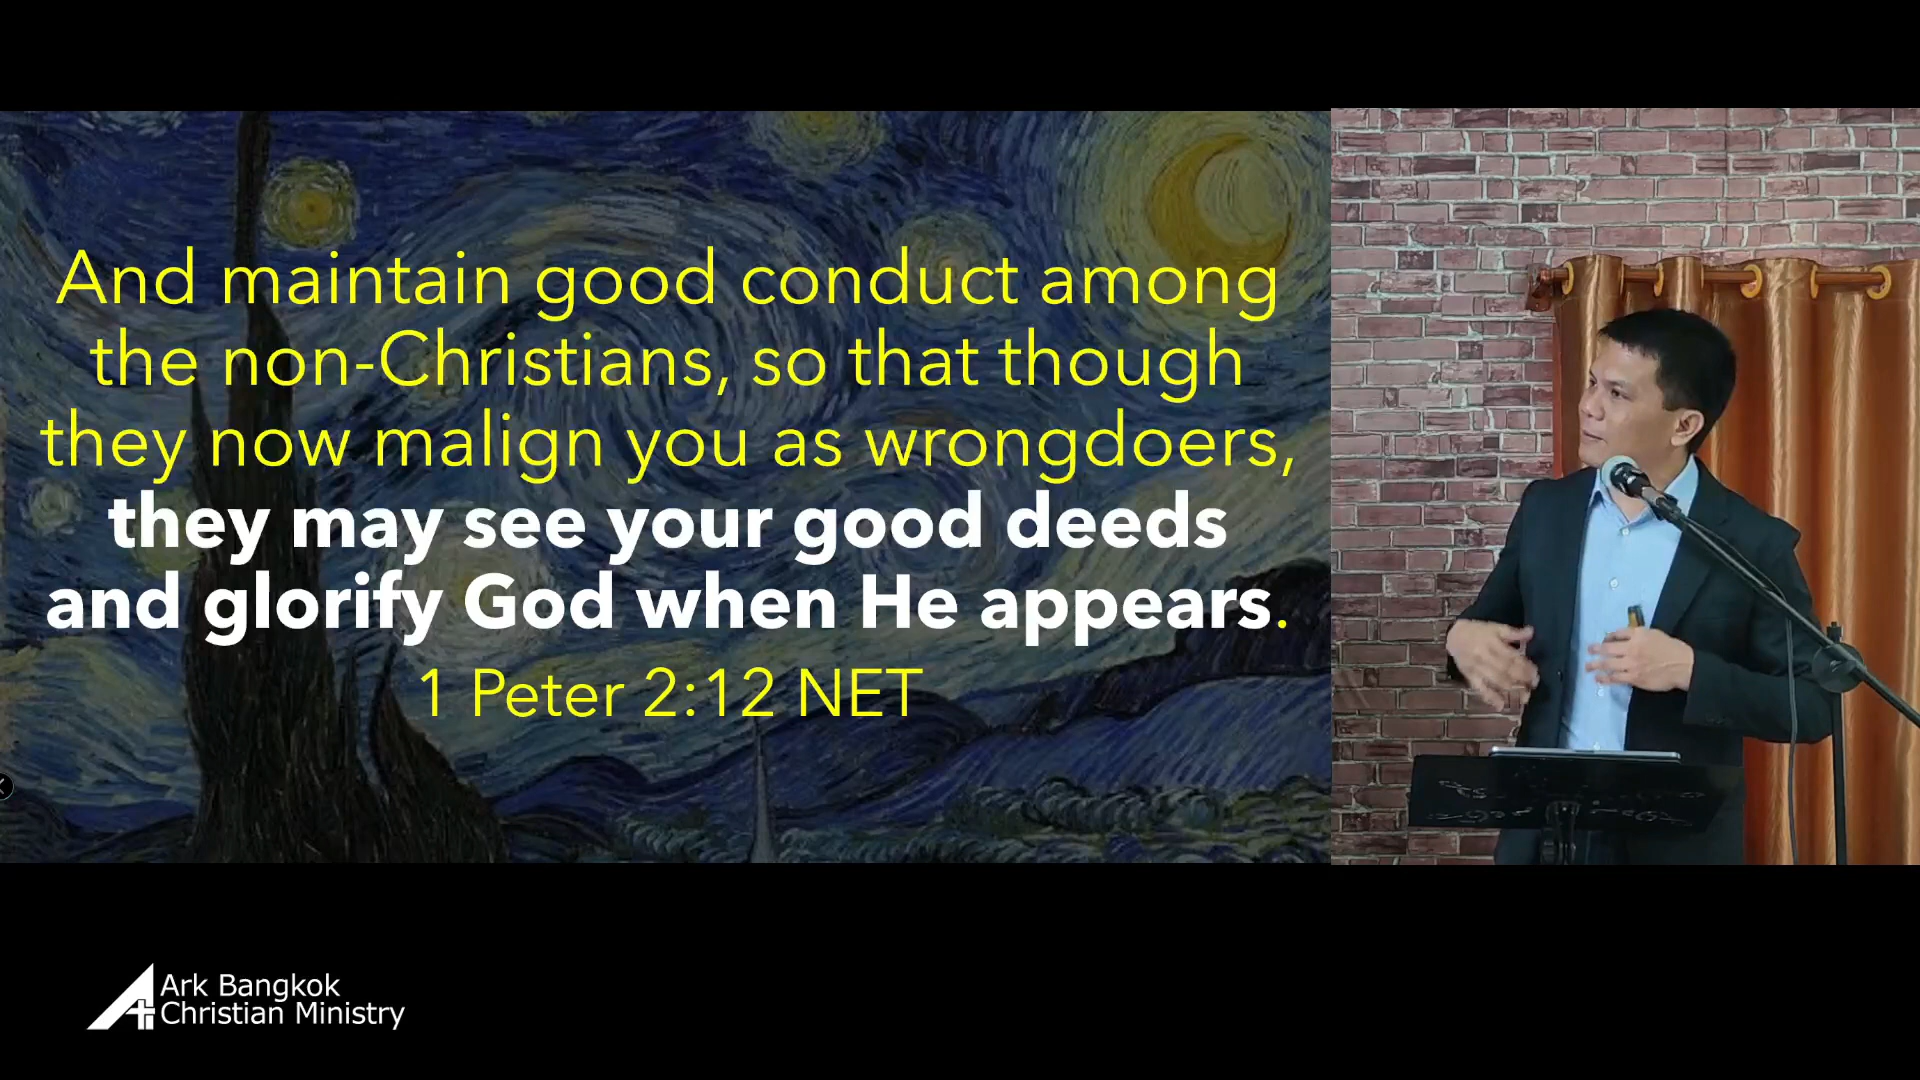 And maintain good conduct among
the non-Christians, so that though
they now malign you as wrongdoers,
they may see your good deeds
and glorify God when He appears.
1 Peter 2:12 NET
Ark Bangkok
Christian Ministry